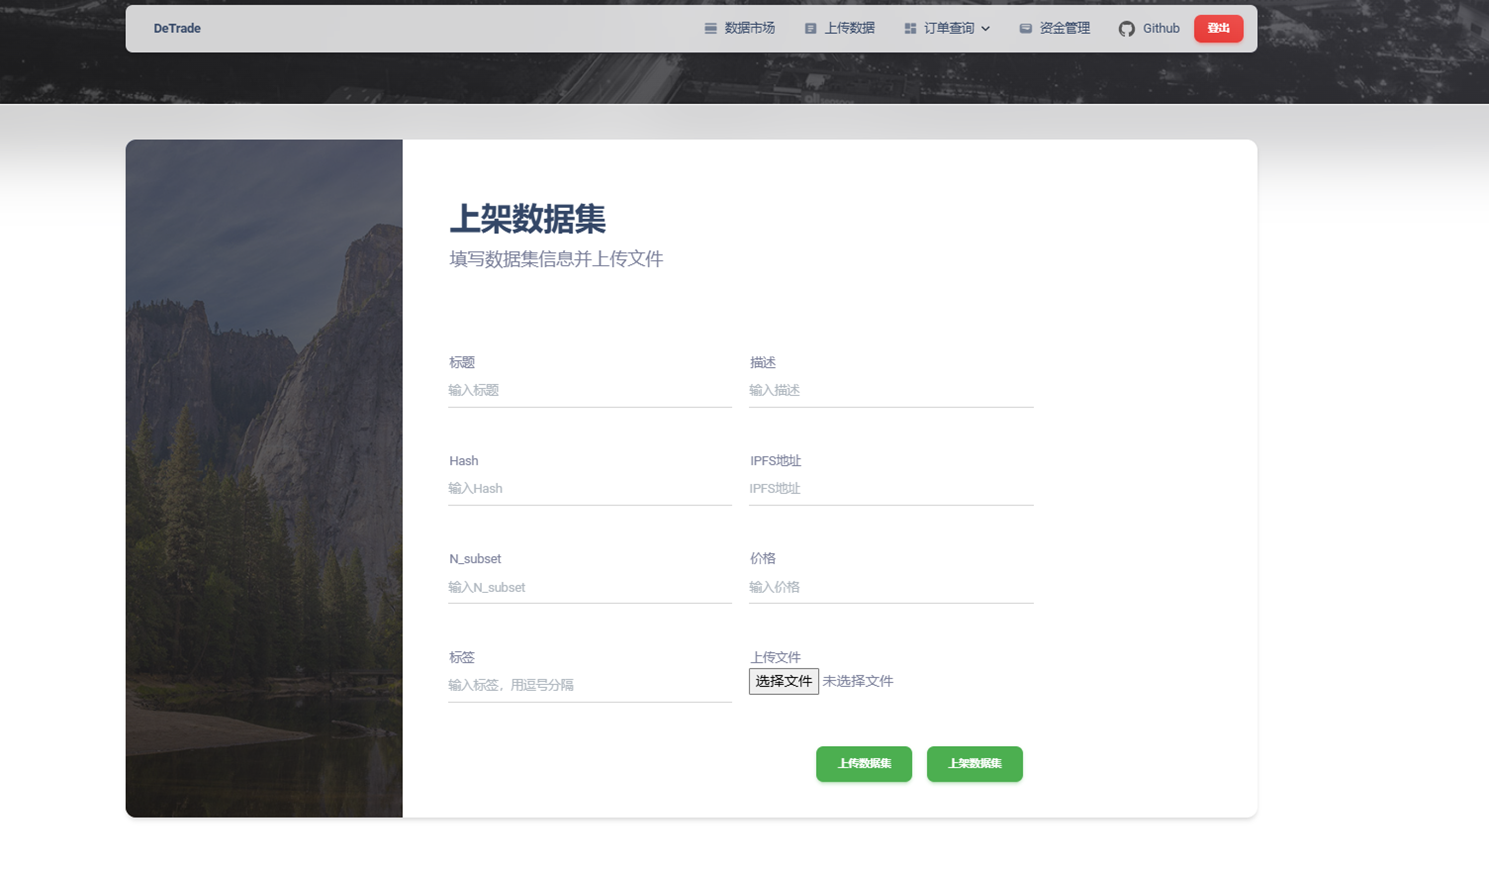 DeTrade
数据市场
上传数据
订单查询
资金管理
Github
登出
上架数据集
填写数据集信息并上传文件
标题
描述
输入标题
输入描述
Hash
IPFS地址
输入Hash
IPFS地址
N_subset
价格
输入N_subset
输入价格
标签
上传文件
输入标签，用逗号分隔
选择文件 未选择文件
上传数据集
上架数据集